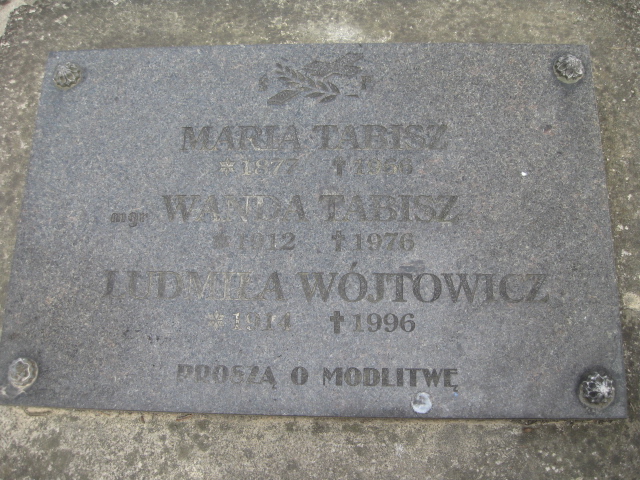 MARIA TABISZ
* 1877 †
mgr WANDA TABISZ
* 1912 † 1976
LUDMIŁA WÓJTOWICZ
* 1914 † 1996
PROSZĄ O MODLITWĘ